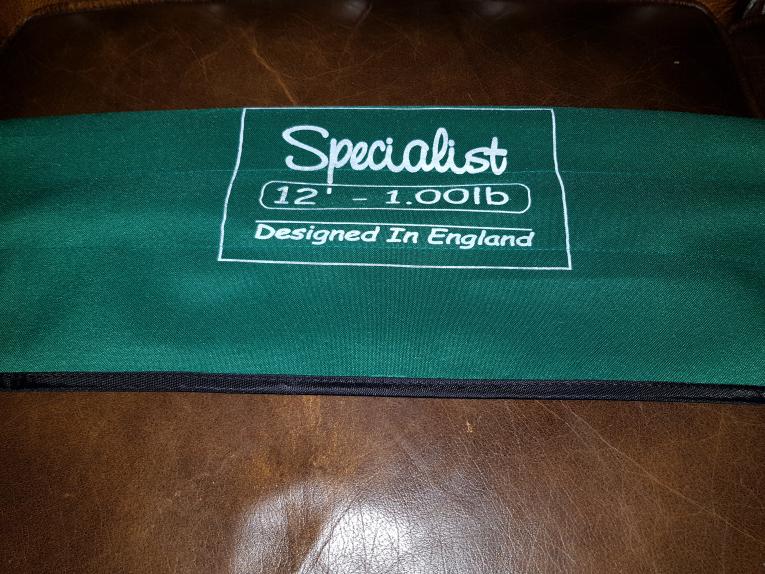 Specialist
12' - 1.00lb
Designed In England